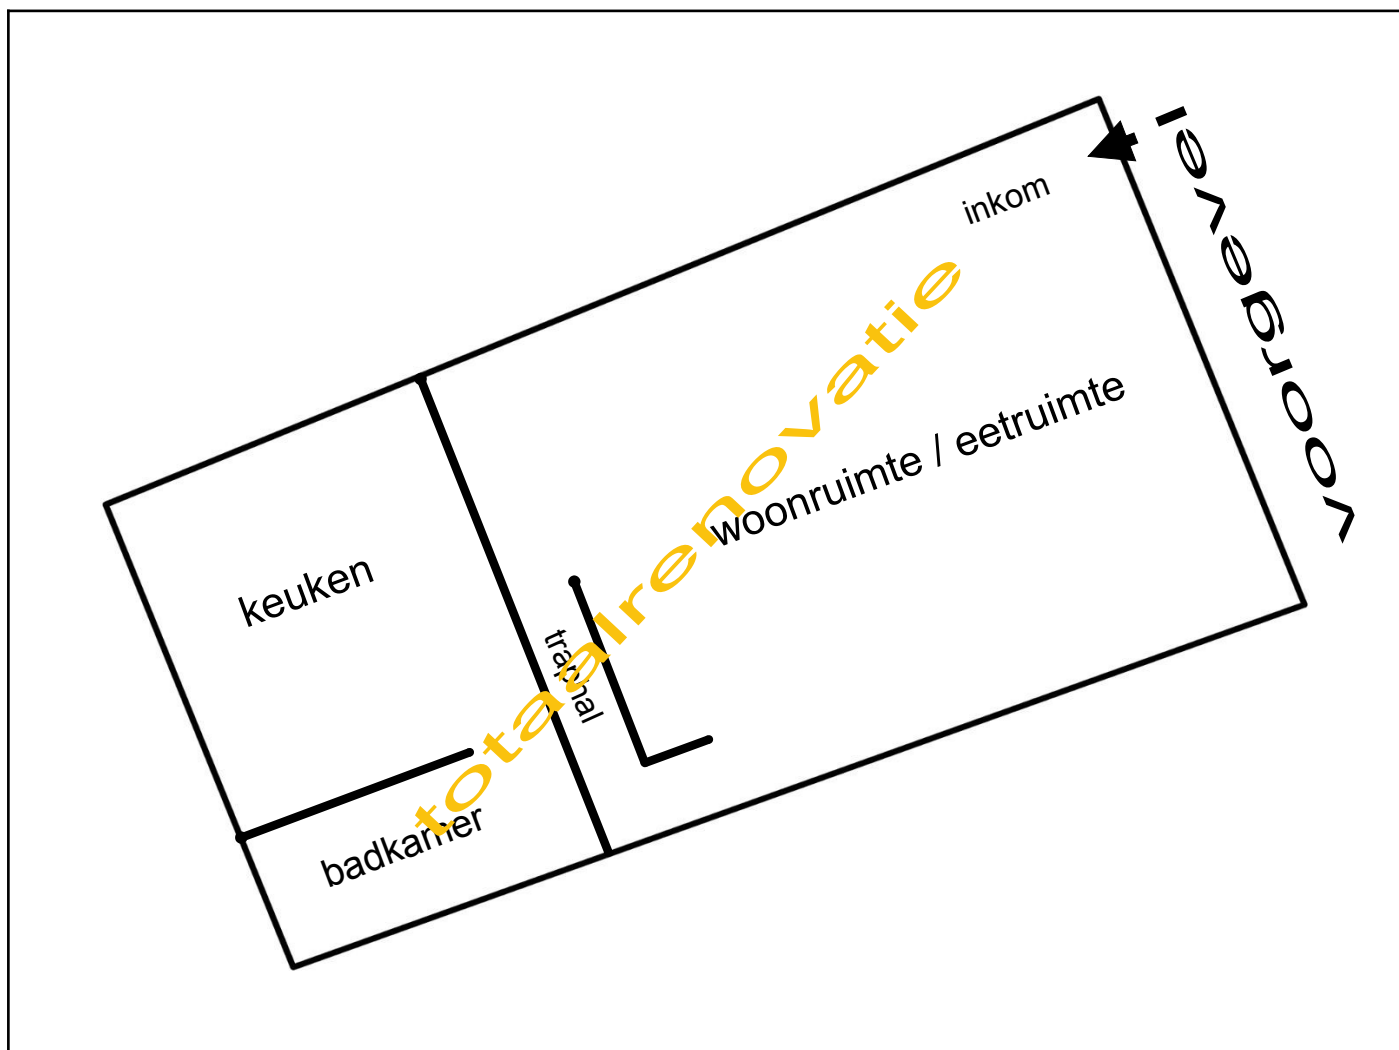 voorgevel
inkom
totaalrenovatie
woonruimte / eetruimte
keuken
traphal
badkamer